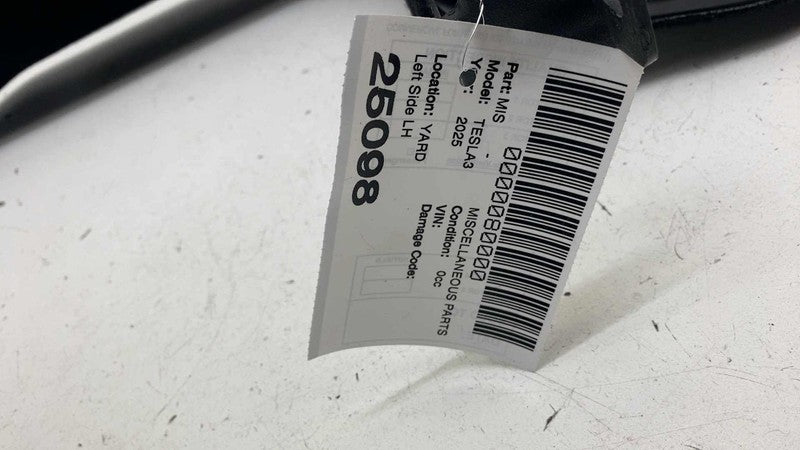 0000080000
Part: MIS - MISCELLANEOUS PARTS
Model: TESLA3 Condition: 0cc
Year: 2025 VIN:
Damage Code:
Location: YARD
Left Side LH
25098